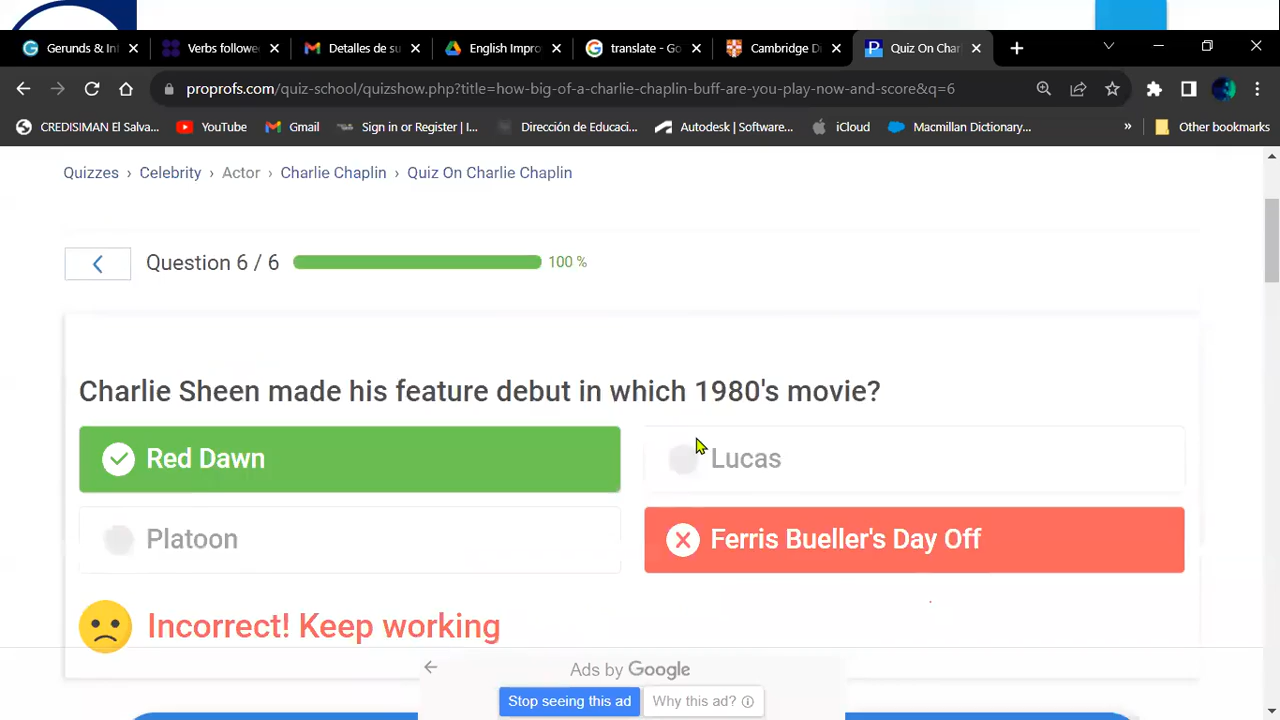 Gerunds & Inf
Verbs followe
Detalles de su
English Impro
translate - Go
Cambridge Di
Quiz On Charl
proprofs.com/quiz-school/quizshow.php?title=how-big-of-a-charlie-chaplin-buff-are-you-play-now-and-score&q=6
CREDISIMAN El Salva...
YouTube
Gmail
Sign in or Register | I...
Dirección de Educaci...
Autodesk | Software...
iCloud
Macmillan Dictionary...
»
Other bookmarks
Quizzes › Celebrity › Actor › Charlie Chaplin › Quiz On Charlie Chaplin
Question 6 / 6
100 %
Charlie Sheen made his feature debut in which 1980's movie?
Red Dawn
Lucas
Platoon
Ferris Bueller's Day Off
Incorrect! Keep working
Ads by Google
Stop seeing this ad
Why this ad?